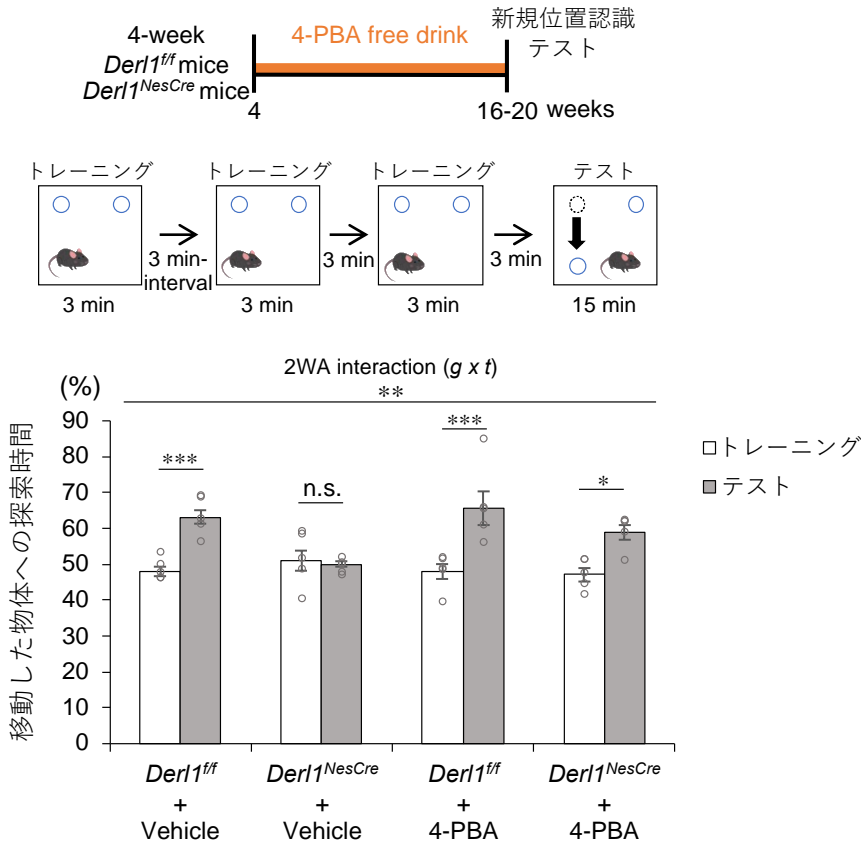 4-week
Derl1f/f mice
Derl1NesCre mice
4-PBA free drink
新規位置認識
テスト
4
16-20 weeks
トレーニング
トレーニング
トレーニング
テスト
3 min-
interval
3 min
3 min
3 min
3 min
3 min
15 min
2WA interaction (g x t)
**
(%)
移動した物体への探索時間
90
80
70
60
50
40
30
20
10
0
***
n.s.
***
*
トレーニング
テスト
Derl1f/f
+
Vehicle
Derl1NesCre
+
Vehicle
Derl1f/f
+
4-PBA
Derl1NesCre
+
4-PBA